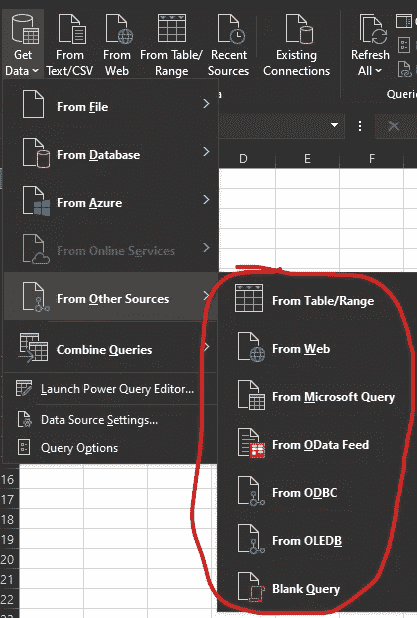 Get
Data
From
Text/CSV
From
Web
From Table/
Range
Recent
Sources
Existing
Connections
Refresh
All
Queri
From File
From Database
From Azure
From Online Services
From Other Sources
Combine Queries
Launch Power Query Editor...
Data Source Settings...
Query Options
D E F
From Table/Range
From Web
From Microsoft Query
From OData Feed
From ODBC
From OLEDB
Blank Query
16
17
18
19
20
21
22